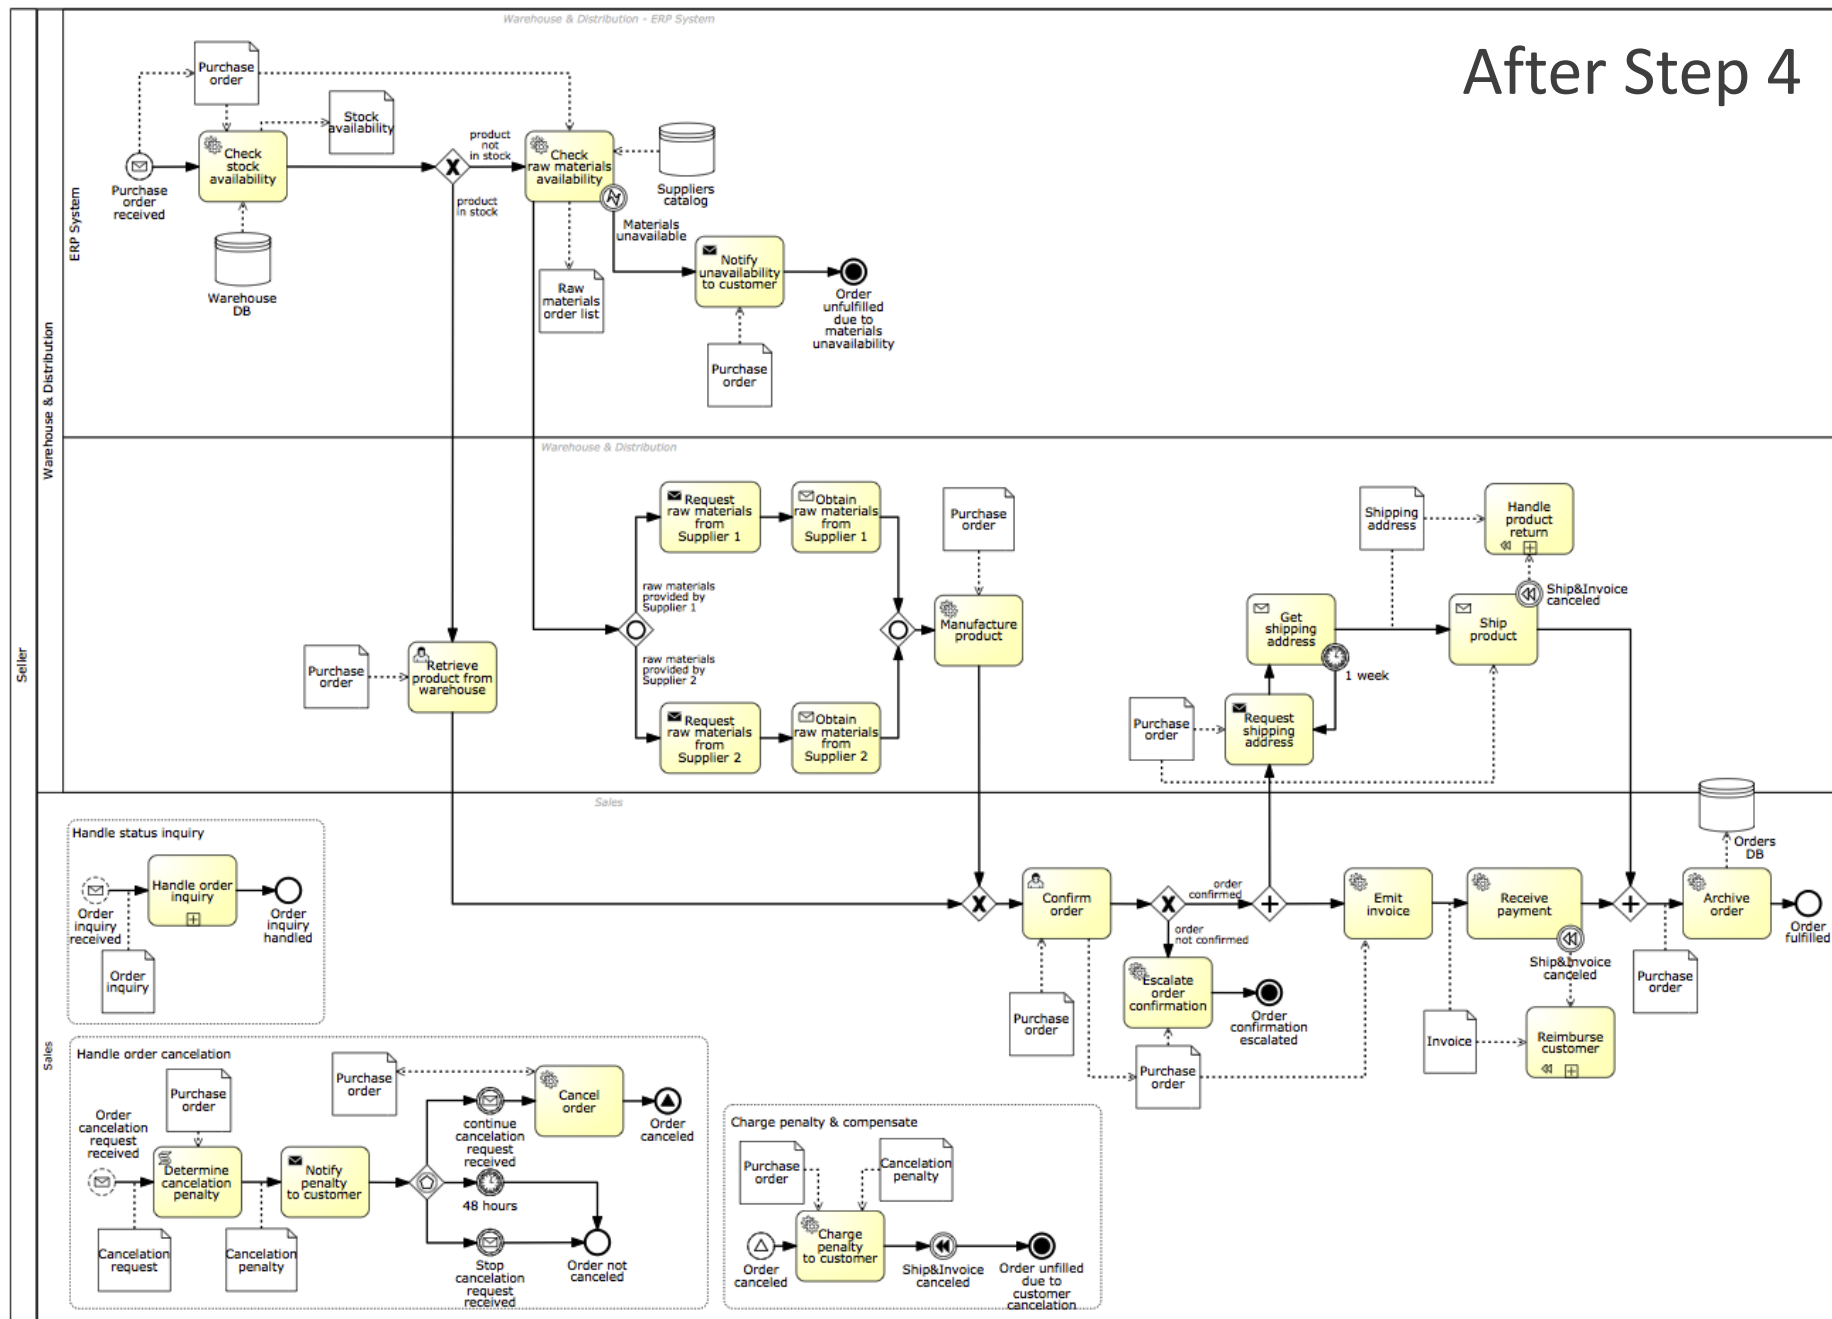 Warehouse & Distribution - ERP System
After Step 4
Purchase
order
Stock
availability
Check
stock
availability
product
not
in stock
product
in stock
Check
raw materials
availability
Purchase
order
received
Suppliers
catalog
Materials
unavailable
Warehouse
DB
Raw
materials
order list
Notify
unavailability
to customer
Order
unfulfilled
due to
materials
unavailability
Purchase
order
ERP System
Warehouse & Distribution
Seller
Warehouse & Distribution
Request
raw materials
from
Supplier 1
Obtain
raw materials
from
Supplier 1
raw materials
provided by
Supplier 1
raw materials
provided by
Supplier 2
Request
raw materials
from
Supplier 2
Obtain
raw materials
from
Supplier 2
Purchase
order
Manufacture
product
Purchase
order
Retrieve
product from
warehouse
Shipping
address
Handle
product
return
Ship&Invoice
canceled
Get
shipping
address
Ship
product
1 week
Purchase
order
Request
shipping
address
Sales
Sales
Handle status inquiry
Handle order
inquiry
Order
inquiry
received
Order
inquiry
handled
Order
inquiry
Confirm
order
order
confirmed
order
not confirmed
Emit
invoice
Receive
payment
Orders
DB
Archive
order
Order
fulfilled
Ship&Invoice
canceled
Purchase
order
Escalate
order
confirmation
Order
confirmation
escalated
Purchase
order
Purchase
order
Invoice
Reimburse
customer
Handle order cancelation
Purchase
order
Purchase
order
Order
cancelation
request
received
Determine
cancelation
penalty
Notify
penalty
to customer
continue
cancelation
request
received
Cancel
order
Order
canceled
48 hours
Cancelation
request
Cancelation
penalty
Stop
cancelation
request
received
Order not
canceled
Charge penalty & compensate
Purchase
order
Cancelation
penalty
Charge
penalty
to customer
Order
canceled
Ship&Invoice
canceled
Order unfilled
due to
customer
cancelation